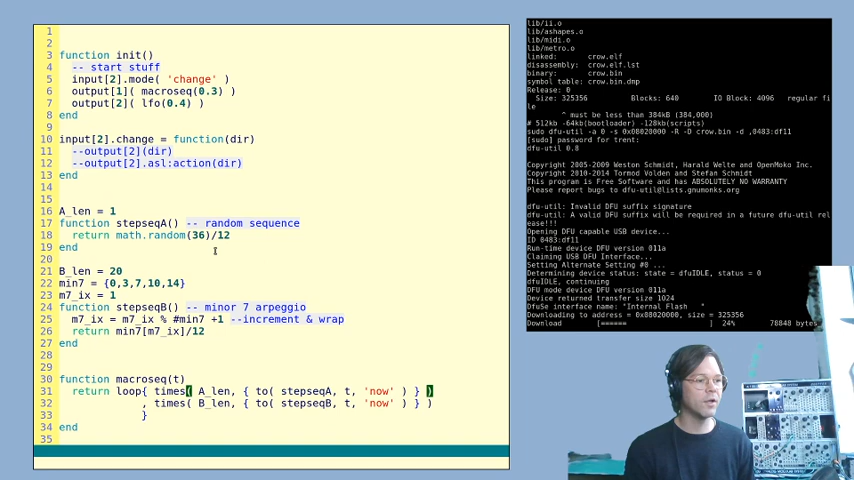 1
2
3 function init()
4 -- start stuff
5 input[2].mode( 'change' )
6 output[1]( macroseq(0.3) )
7 output[2]( lfo(0.4) )
8 end
9
10 input[2].change = function(dir)
11 --output[2](dir)
12 --output[2].asl:action(dir)
13 end
14
15
16 A_len = 1
17 function stepseqA() -- random sequence
18 return math.random(36)/12
19 end
20
21 B_len = 20
22 min7 = {0,3,7,10,14}
23 m7_ix = 1
24 function stepseqB() -- minor 7 arpeggio
25 m7_ix = m7_ix % #min7 +1 --increment & wrap
26 return min7[m7_ix]/12
27 end
28
29
30 function macroseq(t)
31 return loop{ times( A_len, { to( stepseqA, t, 'now' ) } )
32 , times( B_len, { to( stepseqB, t, 'now' ) } )
33 }
34 end
35
lib/ii.o
lib/ashapes.o
lib/midi.o
lib/metro.o
linked: crow.elf
disassembly: crow.elf.lst
binary: crow.bin
symbol table: crow.bin.dmp
Release: 0
Size: 325356 Blocks: 640 IO Block: 4096 regular fi
le
^ must be less than 384kB (384,000)
# 512kb -64kb(bootloader) -128kb(scripts)
sudo dfu-util -a 0 -s 0x08020000 -R -D crow.bin -d ,0483:df11
[sudo] password for trent:
dfu-util 0.8
Copyright 2005-2009 Weston Schmidt, Harald Welte and OpenMoko Inc.
Copyright 2010-2014 Tormod Volden and Stefan Schmidt
This program is Free Software and has ABSOLUTELY NO WARRANTY
Please report bugs to dfu-util@lists.gnumonks.org
dfu-util: Invalid DFU suffix signature
dfu-util: A valid DFU suffix will be required in a future dfu-util rel
ease!!!
Opening DFU capable USB device...
ID 0483:df11
Run-time device DFU version 011a
Claiming USB DFU Interface...
Setting Alternate Setting #0 ...
Determining device status: state = dfuIDLE, status = 0
dfuIDLE, continuing
DFU mode device DFU version 011a
Device returned transfer size 1024
DfuSe interface name: "Internal Flash "
Downloading to address = 0x08020000, size = 325356
Download [====== ] 24% 78848 bytes